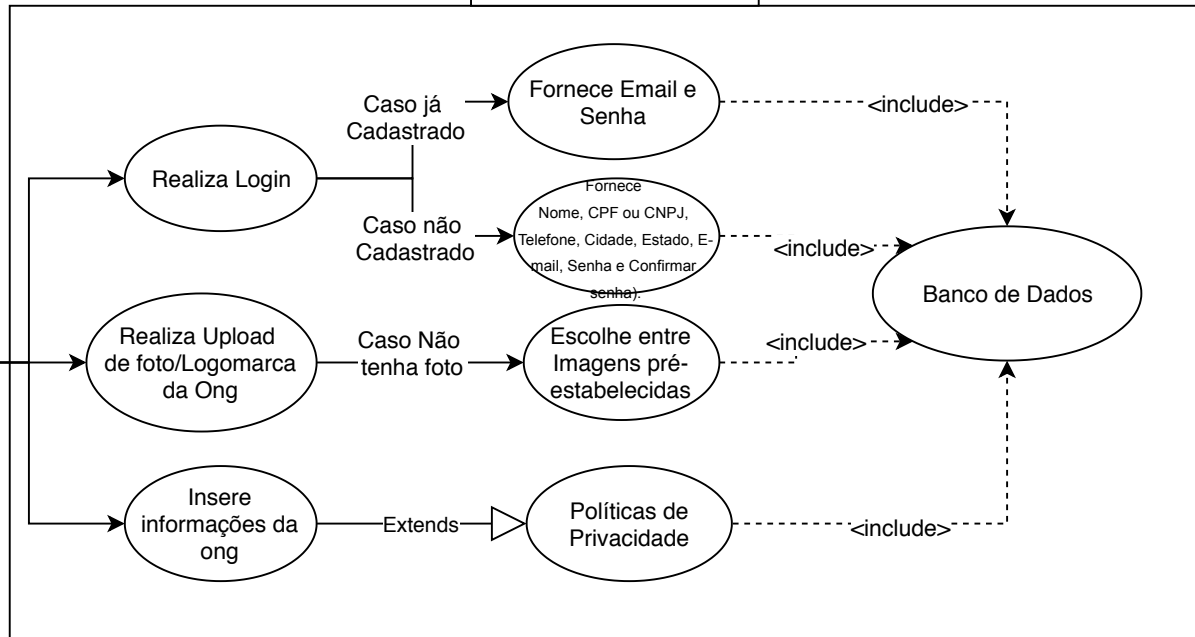 Fornece Email e
Senha
<include>
Caso já
Cadastrado
Realiza Login
Caso não
Cadastrado
Fornece
Nome, CPF ou CNPJ,
Telefone, Cidade, Estado, E-
mail, Senha e Confirmar
senha).
<include>
Banco de Dados
Realiza Upload
de foto/Logomarca
da Ong
Caso Não
tenha foto
Escolhe entre
Imagens pré-
estabelecidas
<include>
Insere
informações da
ong
Extends
Políticas de
Privacidade
<include>